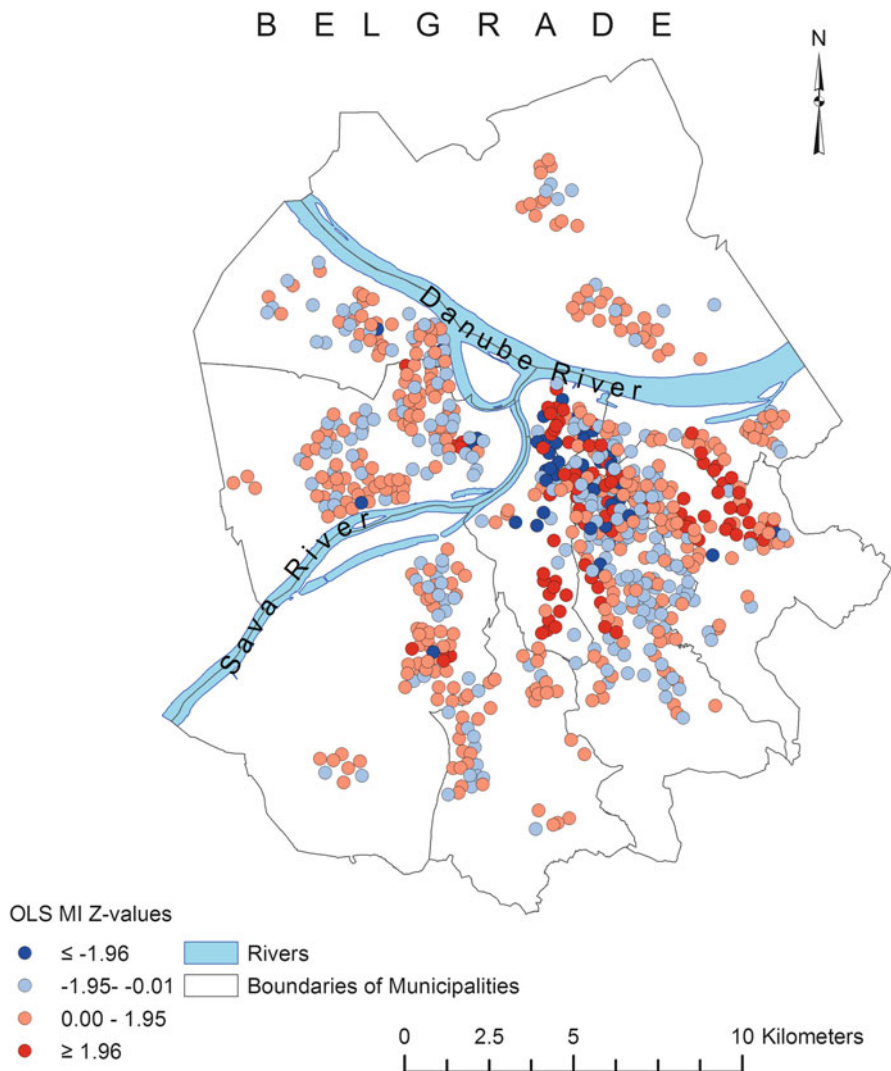 B E L G R A D E
N
Danube River
Sava River
OLS MI Z-values
≤ -1.96
-1.95- -0.01
0.00 - 1.95
≥ 1.96
Rivers
Boundaries of Municipalities
0 2.5 5 10 Kilometers